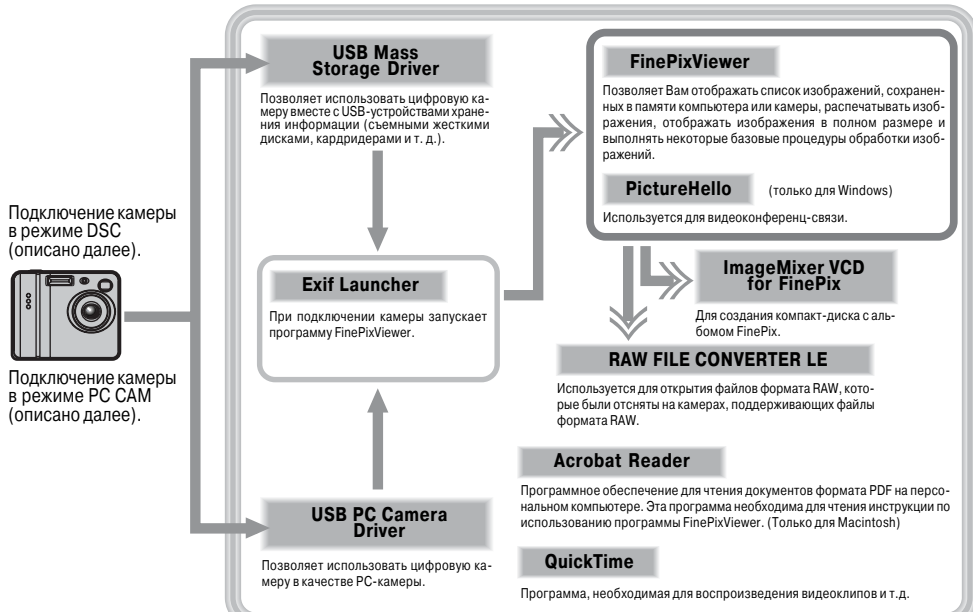 Подключение камеры
в режиме DSC
(описано далее).
Подключение камеры
в режиме PC CAM
(описано далее).
USB Mass
Storage Driver
Позволяет использовать цифровую ка-
меру вместе с USB-устройствами хране-
ния информации (съемными жесткими
дисками, кардридерами и т. д.).
Exif Launcher
При подключении камеры запускает
программу FinePixViewer.
USB PC Camera
Driver
Позволяет использовать цифровую ка-
меру в качестве PC-камеры.
FinePixViewer
Позволяет Вам отображать список изображений, сохранен-
ных в памяти компьютера или камеры, распечатывать изоб-
ражения, отображать изображения в полном размере и
выполнять некоторые базовые процедуры обработки изоб-
ражений.
PictureHello (только для Windows)
Используется для видеоконференц-связи.
ImageMixer VCD
for FinePix
Для создания компакт-диска с аль-
бомом FinePix.
RAW FILE CONVERTER LE
Используется для открытия файлов формата RAW, кото-
рые были отсняты на камерах, поддерживающих файлы
формата RAW.
Acrobat Reader
Программное обеспечение для чтения документов формата PDF на персо-
нальном компьютере. Эта программа необходима для чтения инструкции по
использованию программы FinePixViewer. (Только для Macintosh)
QuickTime
Программа, необходимая для воспроизведения видеоклипов и т.д.